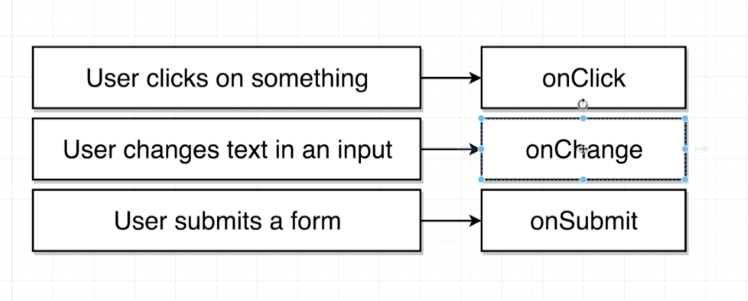 User clicks on something
onClick
User changes text in an input
onChange
User submits a form
onSubmit